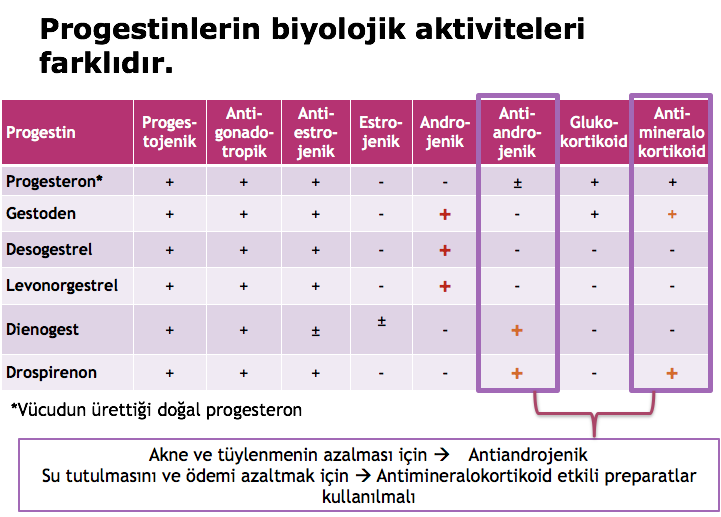 Progestinlerin biyolojik aktiviteleri
farklıdır.
Progestin Proges- tojenik Anti- gonado- tropik Anti- estro- jenik Estro- jenik Andro- jenik Anti- andro- jenik Gluko- kortikoid Anti- mineralo kortikoid
Progesteron* + + + - - ± + +
Gestoden + + + - + - + +
Desogestrel + + + - + - - -
Levonorgestrel + + + - + - - -
Dienogest + + ± ± - + - -
Drospirenon + + + - - + - +
*Vücudun ürettiği doğal progesteron
Akne ve tüylenmenin azalması için → Antiandrojenik
Su tutulmasını ve ödemi azaltmak için → Antimineralokortikoid etkili preparatlar
kullanılmalı